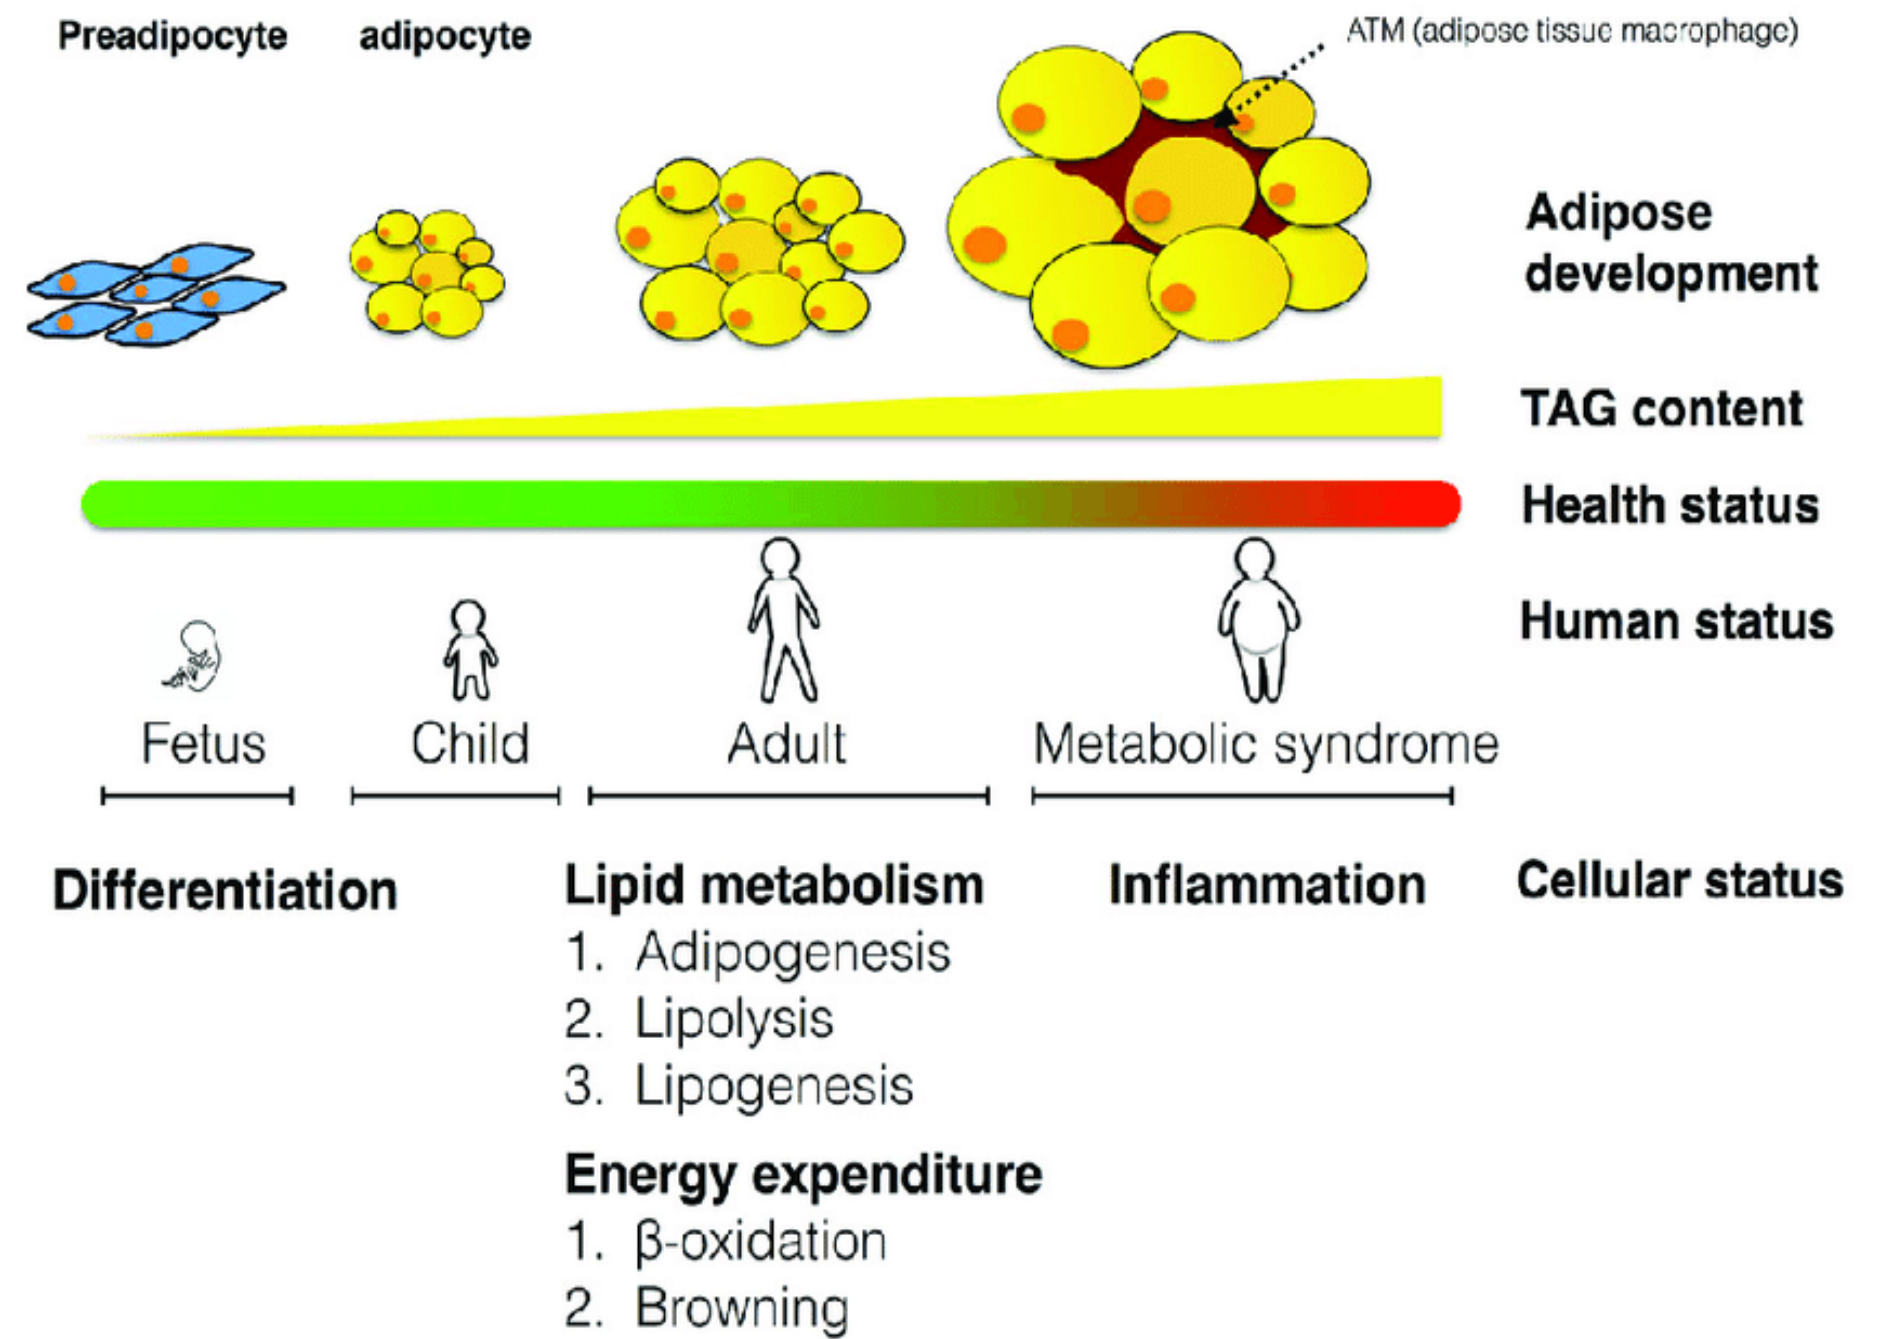 Preadipocyte
adipocyte
ATM (adipose tissue macrophage)
Adipose
development
TAG content
Health status
Human status
Fetus
Child
Adult
Metabolic syndrome
Differentiation
Lipid metabolism
1. Adipogenesis
2. Lipolysis
3. Lipogenesis
Energy expenditure
1. β-oxidation
2. Browning
Inflammation
Cellular status